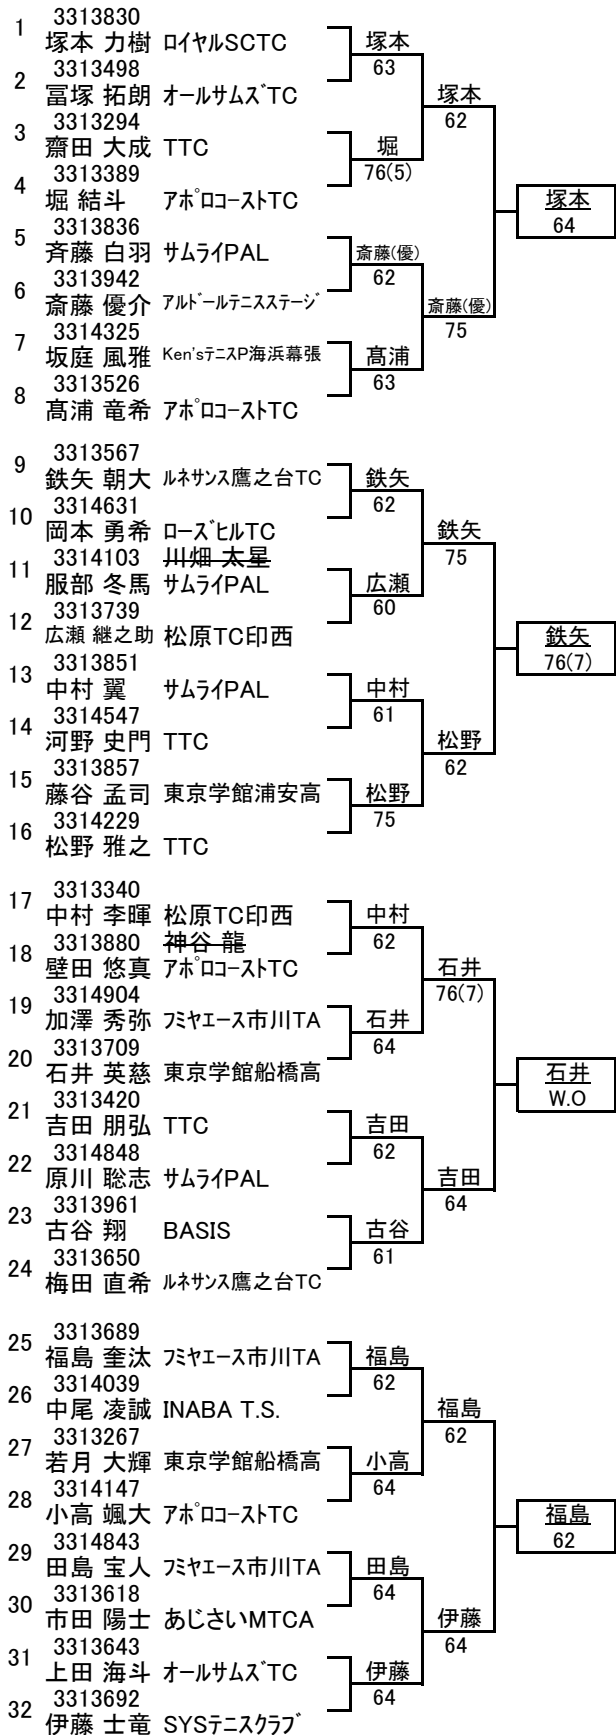 1 3313830
塚本 力樹 ロイヤルSCTC
2 3313498
冨塚 拓朗 オールサムズTC
3 3313294
齋田 大成 TTC
4 3313389
堀 結斗 アポロコーストTC
5 3313836
斉藤 白羽 サムライPAL
6 3313942
斎藤 優介 アルドールテニスステージ
7 3314325
坂庭 風雅 Ken'sテニスP海浜幕張
8 3313526
髙浦 竜希 アポロコーストTC
塚本
63
堀
76(5)
斎藤(優)
62
髙浦
63
塚本
62
斎藤(優)
75
塚本
64
9 3313567
鉄矢 朝大 ルネサンス鷹之台TC
10 3314631
岡本 勇希 ローズヒルTC
11 3314103 川畑 太星
服部 冬馬 サムライPAL
12 3313739
広瀬 継之助 松原TC印西
13 3313851
中村 翼 サムライPAL
14 3314547
河野 史門 TTC
15 3313857
藤谷 孟司 東京学館浦安高
16 3314229
松野 雅之 TTC
鉄矢
62
広瀬
60
中村
61
松野
75
鉄矢
75
松野
62
鉄矢
76(7)
17 3313340
中村 李暉 松原TC印西
18 3313880 神谷 龍
壁田 悠真 アポロコーストTC
19 3314904
加澤 秀弥 フミヤエース市川TA
20 3313709
石井 英慈 東京学館船橋高
21 3313420
吉田 朋弘 TTC
22 3314848
原川 聡志 サムライPAL
23 3313961
古谷 翔 BASIS
24 3313650
梅田 直希 ルネサンス鷹之台TC
中村
62
石井
64
吉田
62
古谷
61
石井
76(7)
吉田
64
石井
W.O
25 3313689
福島 奎汰 フミヤエース市川TA
26 3314039
中尾 凌誠 INABA T.S.
27 3313267
若月 大輝 東京学館船橋高
28 3314147
小高 颯大 アポロコーストTC
29 3314843
田島 宝人 フミヤエース市川TA
30 3313618
市田 陽士 あじさいMTCA
31 3313643
上田 海斗 オールサムズTC
32 3313692
伊藤 士竜 SYSテニスクラブ
福島
62
小高
64
田島
64
伊藤
64
福島
62
伊藤
64
福島
62